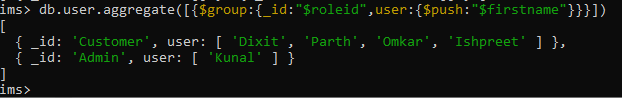 ims> db.user.aggregate([{$group:{_id:"$roleid",user:{$push:"$firstname"}}}])
[
  { _id: 'Customer', user: [ 'Dixit', 'Parth', 'Omkar', 'Ishpreet' ] },
  { _id: 'Admin', user: [ 'Kunal' ] }
]
ims>